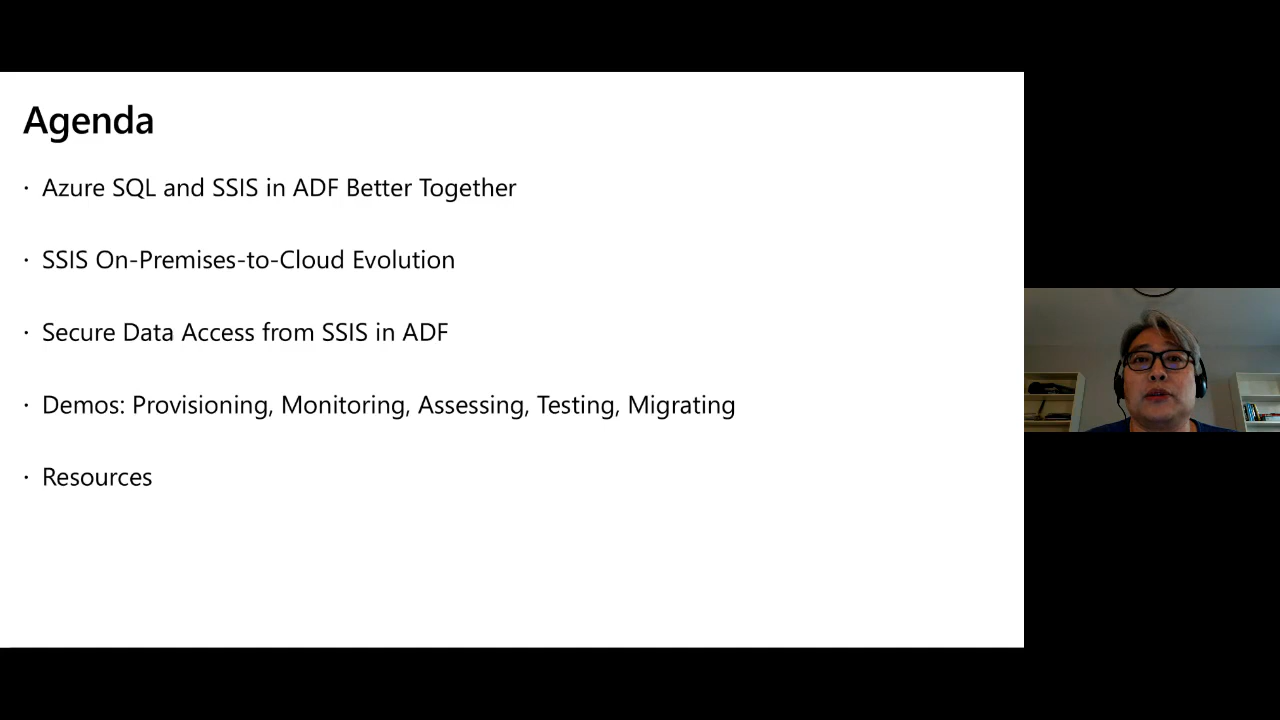 Agenda
· Azure SQL and SSIS in ADF Better Together
· SSIS On-Premises-to-Cloud Evolution
· Secure Data Access from SSIS in ADF
· Demos: Provisioning, Monitoring, Assessing, Testing, Migrating
· Resources